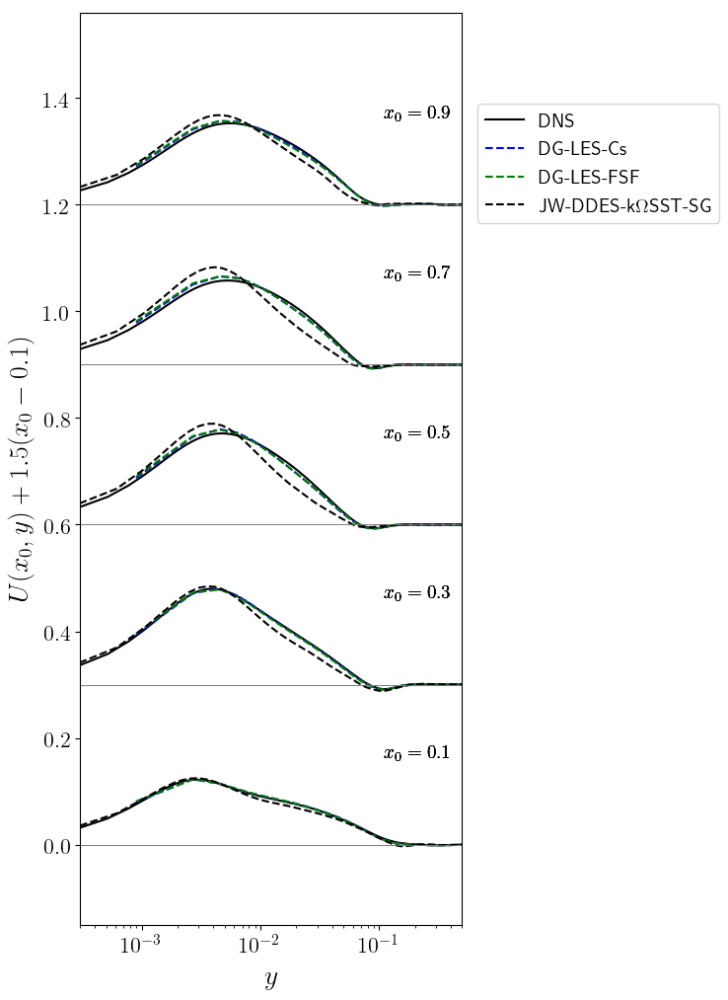 1.4
1.2
1.0
0.8
0.6
0.4
0.2
0.0
U(x₀, y) + 1.5(x₀ − 0.1)
x₀ = 0.9
x₀ = 0.7
x₀ = 0.5
x₀ = 0.3
x₀ = 0.1
10⁻³ 10⁻² 10⁻¹
y
DNS
DG-LES-Cs
DG-LES-FSF
JW-DDES-kΩSST-SG